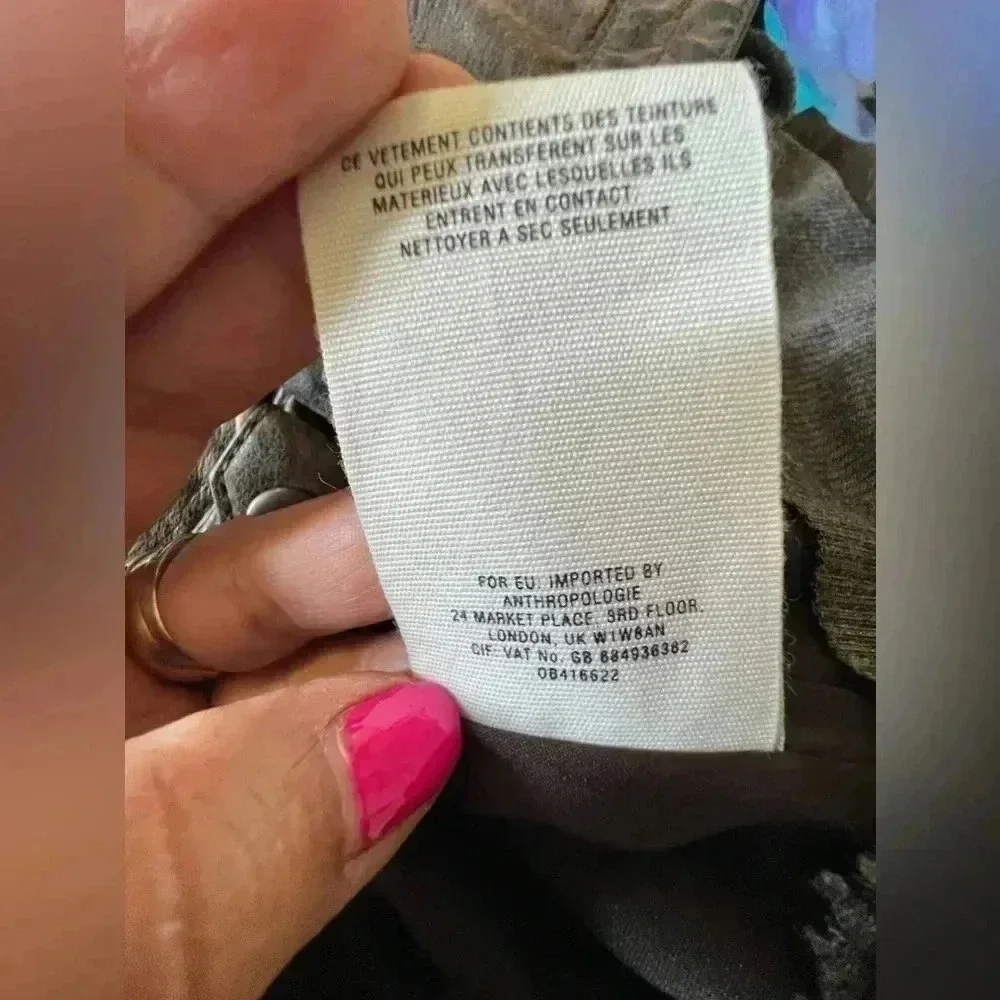 CE VETEMENT CONTIENTS DES TEINTURE
QUI PEUX TRANSFERENT SUR LES
MATERIEUX AVEC LESQUELLES ILS
ENTRENT EN CONTACT.
NETTOYER A SEC SEULEMENT.
FOR EU: IMPORTED BY
ANTHROPOLOGIE
24 MARKET PLACE, 3RD FLOOR.
LONDON, UK W1W8AN
CIF: VAT No. GB 684936362
OB416622